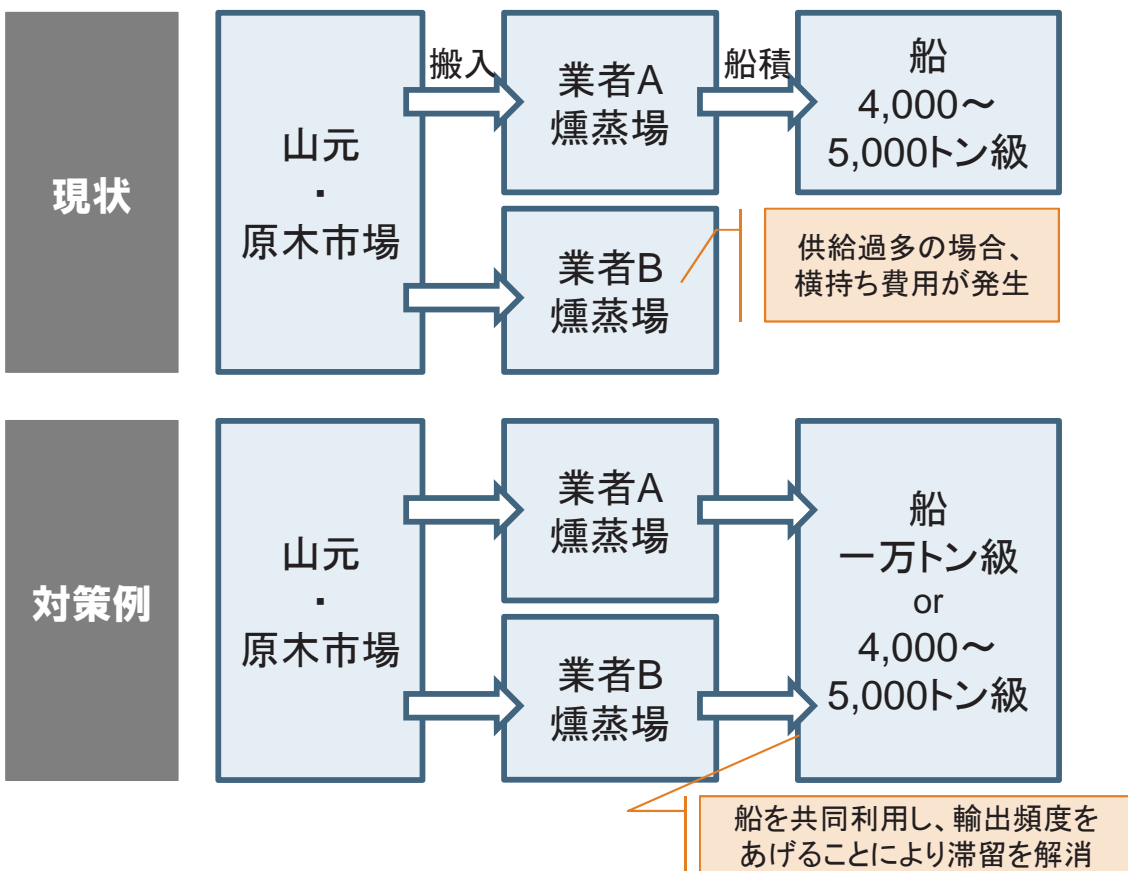 現状
山元
・
原木市場
搬入
業者A
燻蒸場
船積
船
4,000～
5,000トン級
業者B
燻蒸場
供給過多の場合、
横持ち費用が発生
対策例
山元
・
原木市場
業者A
燻蒸場
業者B
燻蒸場
船
一万トン級
or
4,000～
5,000トン級
船を共同利用し、輸出頻度を
あげることにより滞留を解消